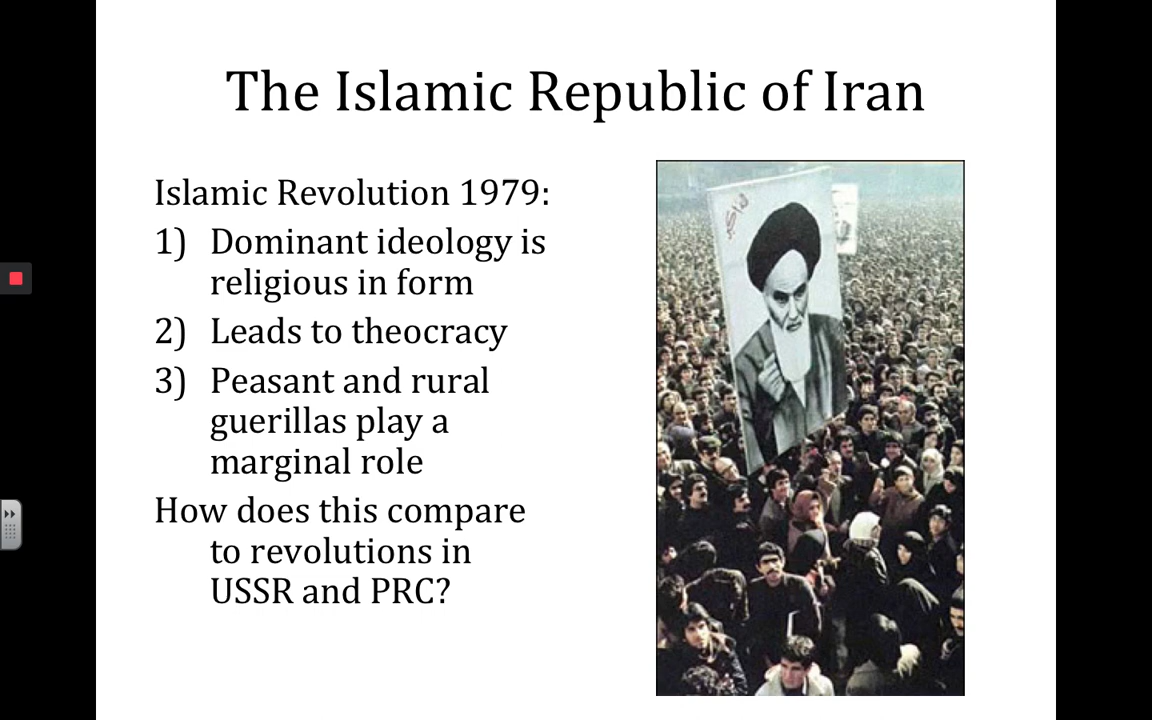 The Islamic Republic of Iran
Islamic Revolution 1979:
1) Dominant ideology is
religious in form
2) Leads to theocracy
3) Peasant and rural
guerillas play a
marginal role
How does this compare
to revolutions in
USSR and PRC?